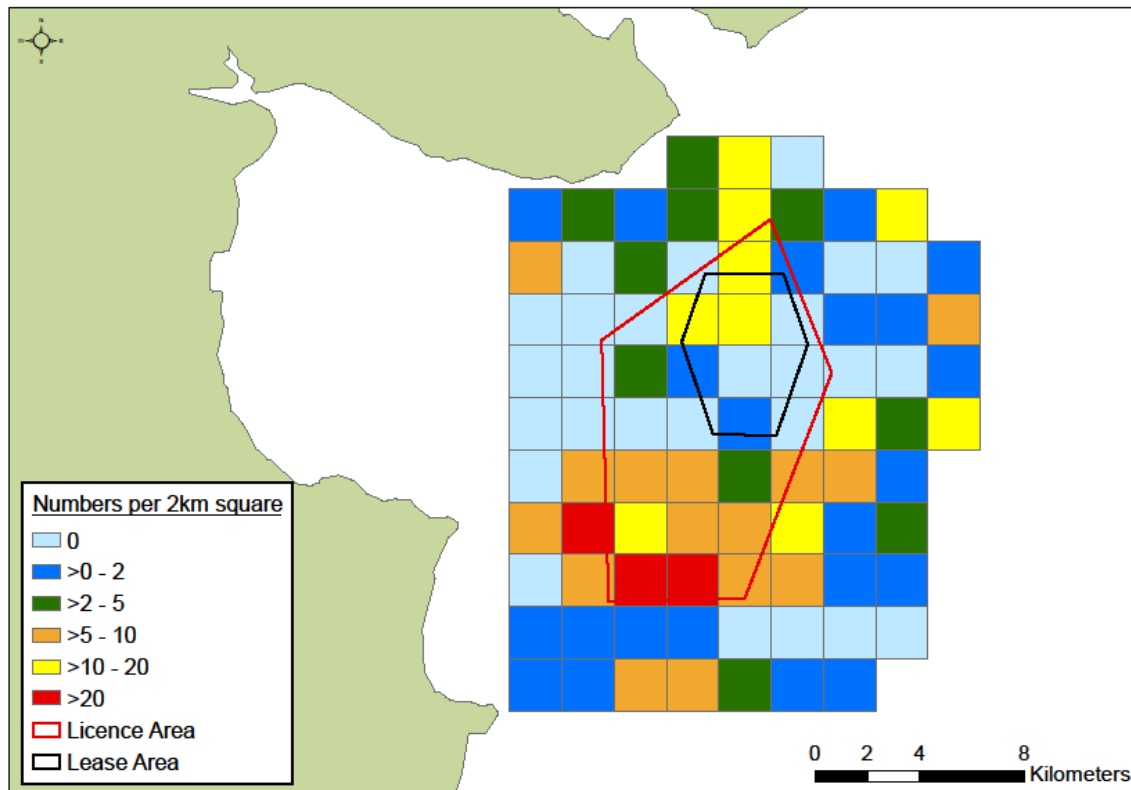 N
W E
S
Numbers per 2km square
0
>0 - 2
>2 - 5
>5 - 10
>10 - 20
>20
Licence Area
Lease Area
0 2 4 8
Kilometers